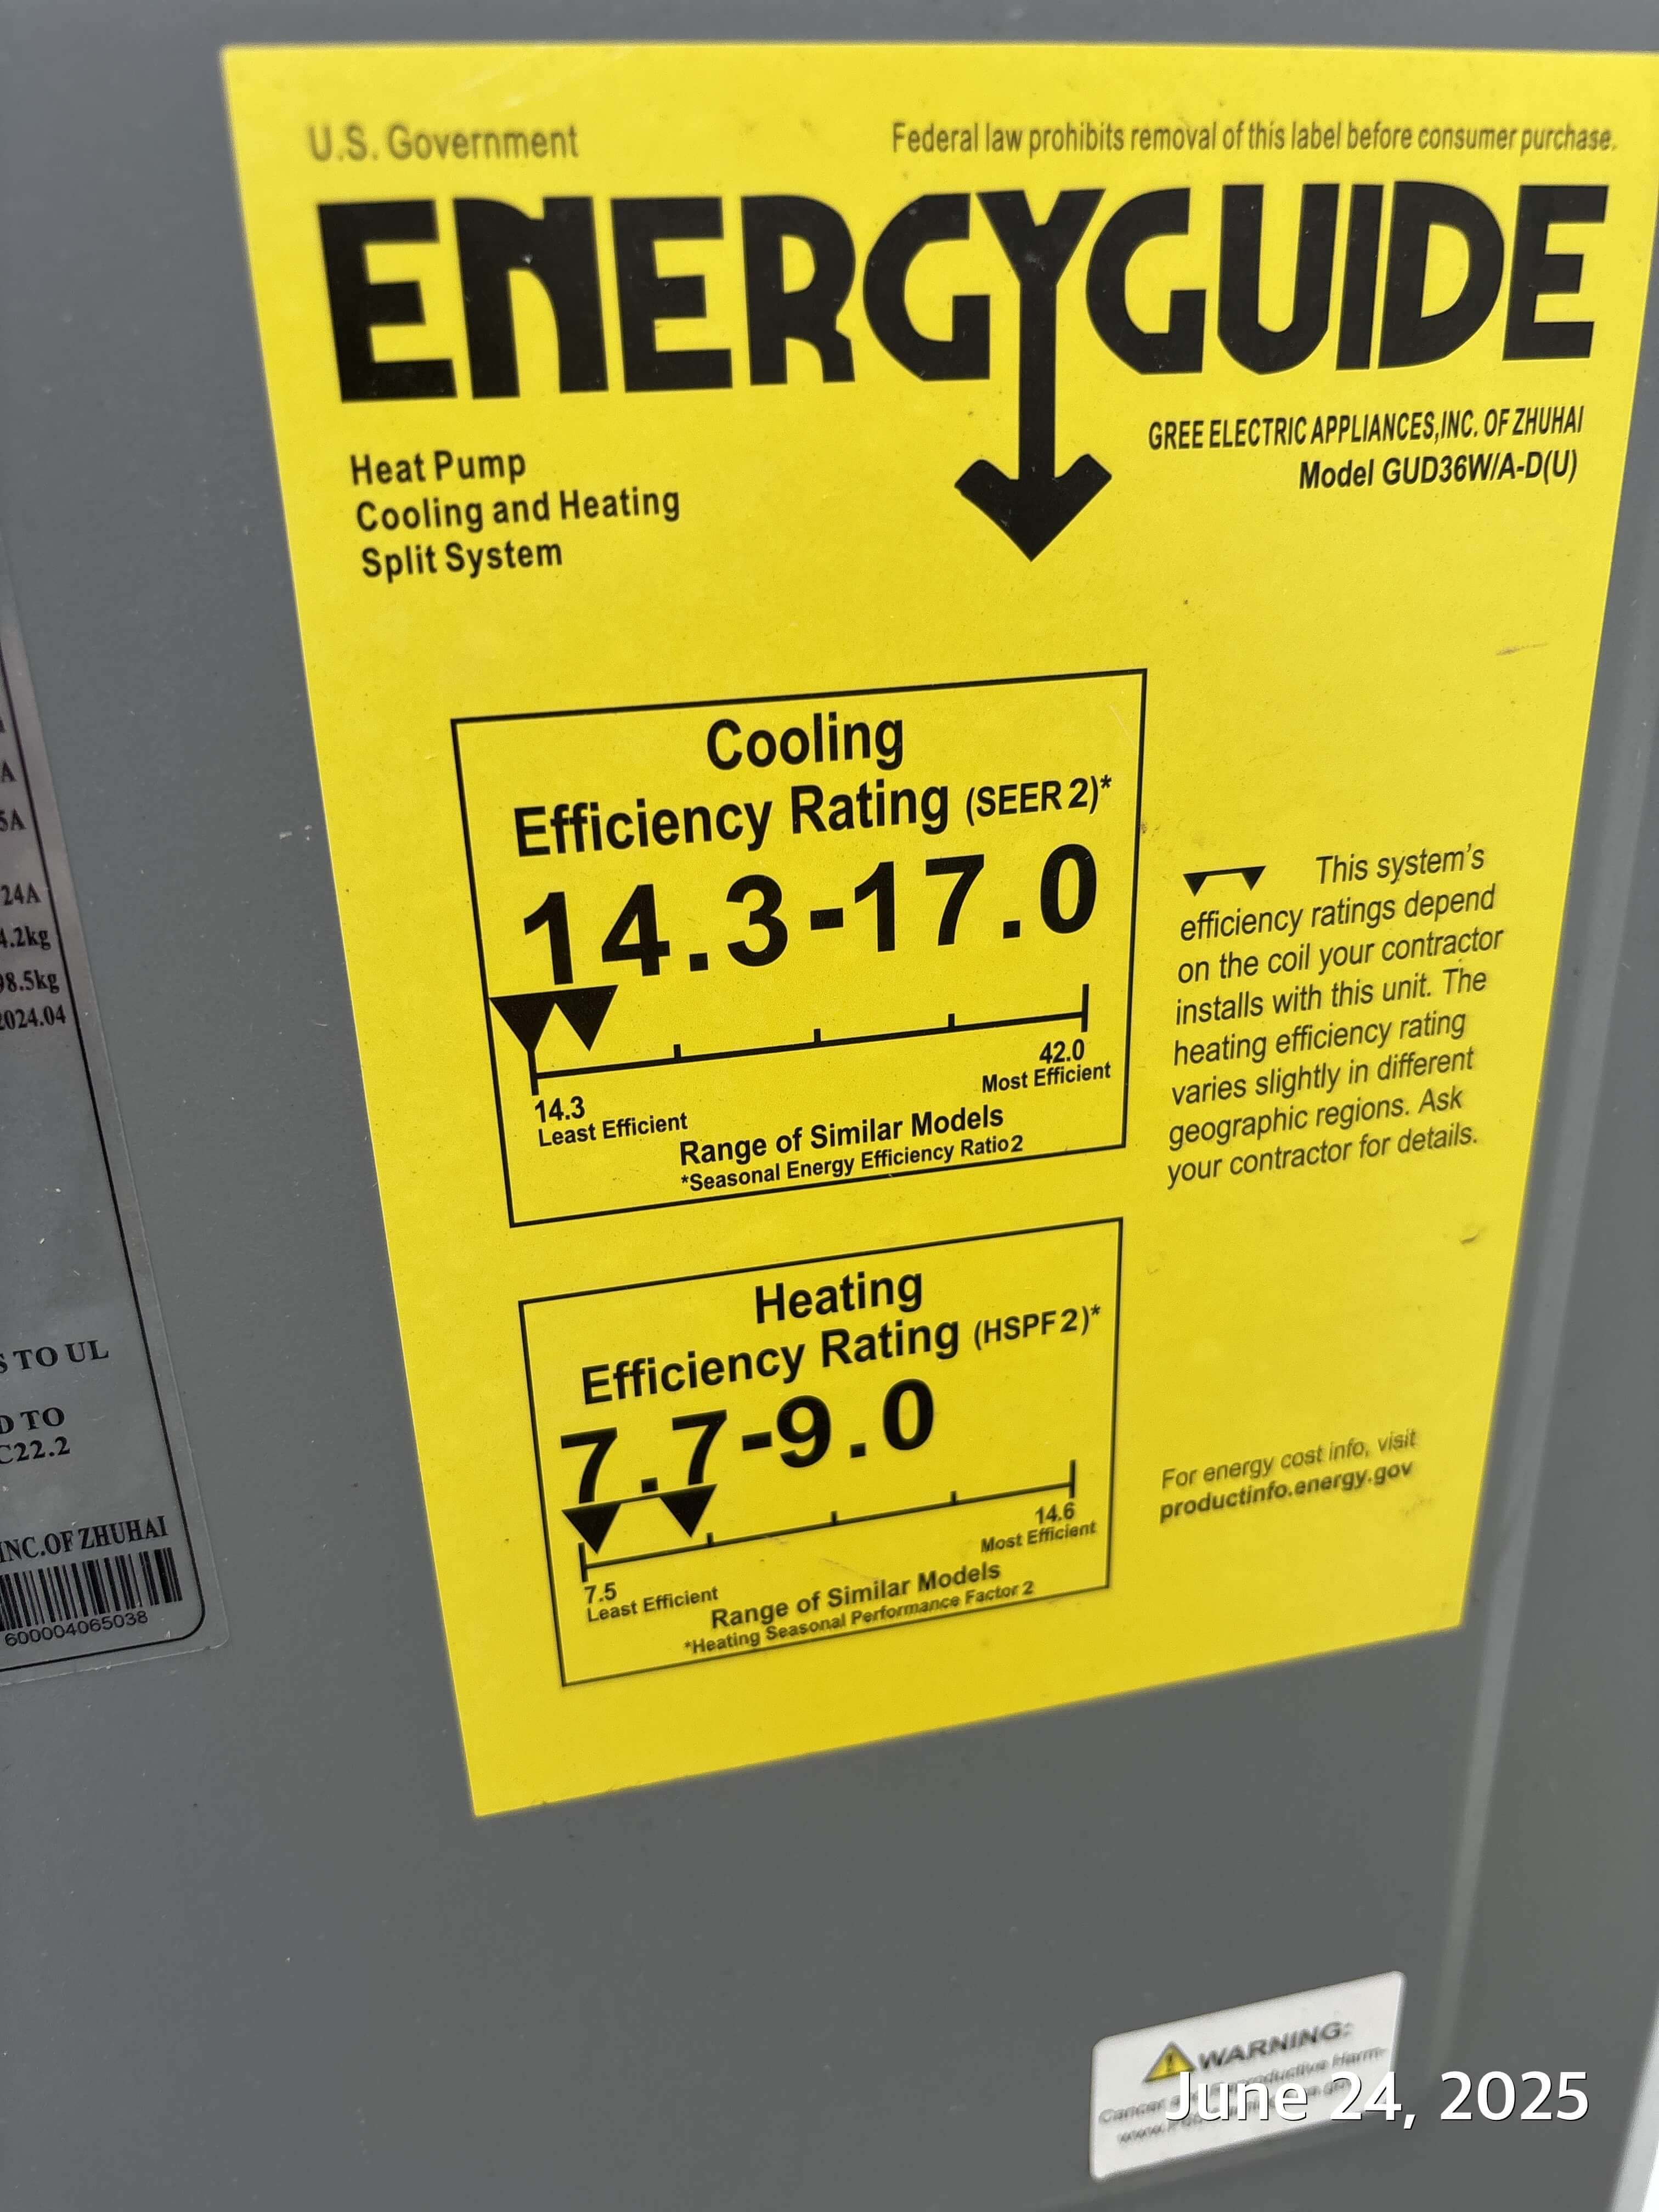 U.S. Government
Federal law prohibits removal of this label before consumer purchase.
ENERGYGUIDE
Heat Pump
Cooling and Heating
Split System
GREE ELECTRIC APPLIANCES,INC. OF ZHUHAI
Model GUD36W/A-D(U)
Cooling
Efficiency Rating (SEER 2)*
14.3-17.0
14.3
Least Efficient
42.0
Most Efficient
Range of Similar Models
*Seasonal Energy Efficiency Ratio2
This system's
efficiency ratings depend
on the coil your contractor
installs with this unit. The
heating efficiency rating
varies slightly in different
geographic regions. Ask
your contractor for details.
Heating
Efficiency Rating (HSPF 2)*
7.7-9.0
7.5
Least Efficient
14.6
Most Efficient
Range of Similar Models
*Heating Seasonal Performance Factor 2
For energy cost info, visit
productinfo.energy.gov
A
5A
24A
4.2kg
98.5kg
2024.04
S TO UL
D TO
C22.2
INC.OF ZHUHAI
600004065038
WARNING:
Cancer
Harm-
June 24, 2025